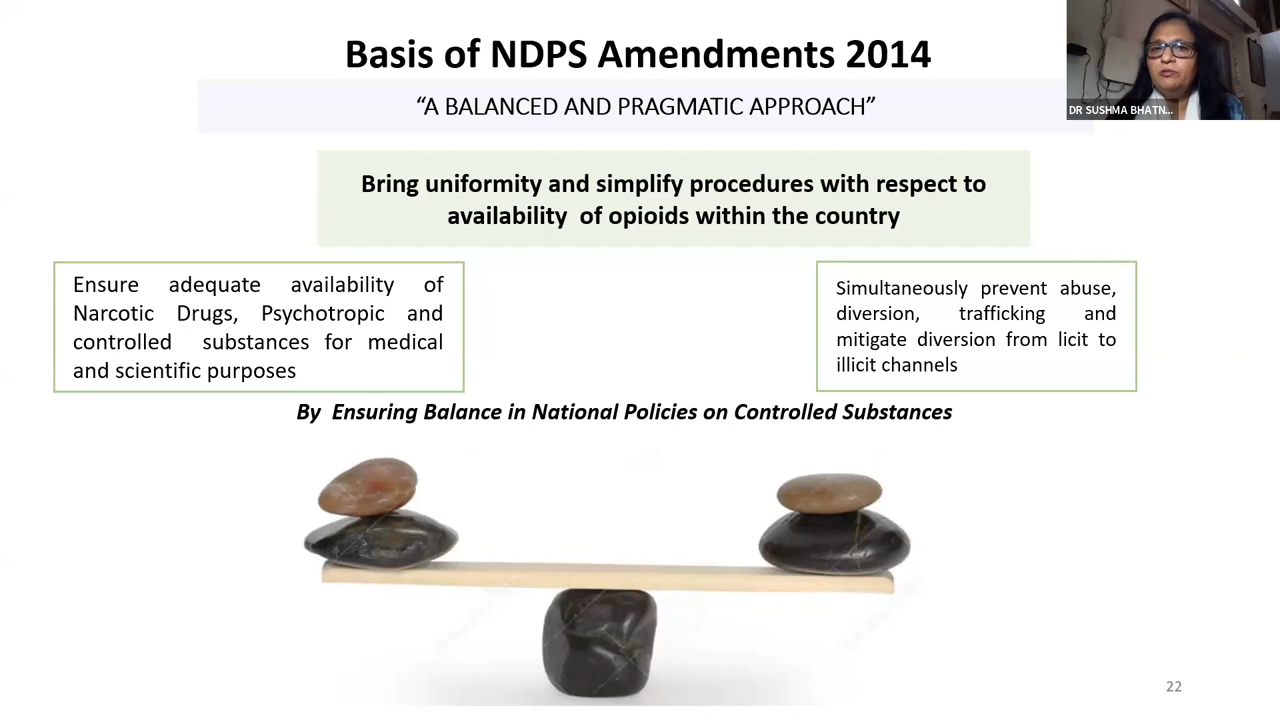 Basis of NDPS Amendments 2014
“A BALANCED AND PRAGMATIC APPROACH”
DR SUSHMA BHATN...
Bring uniformity and simplify procedures with respect to
availability of opioids within the country
Ensure adequate availability of
Narcotic Drugs, Psychotropic and
controlled substances for medical
and scientific purposes
Simultaneously prevent abuse,
diversion, trafficking and
mitigate diversion from licit to
illicit channels
By Ensuring Balance in National Policies on Controlled Substances
22